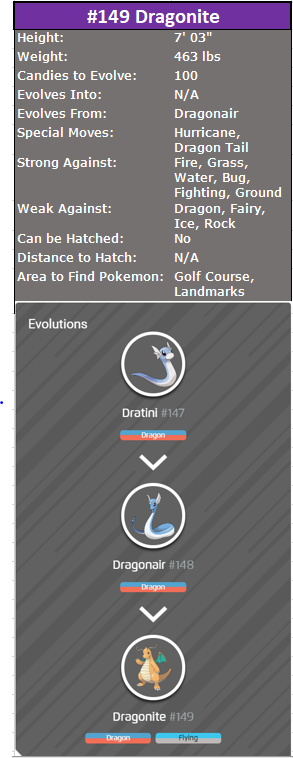 #149 Dragonite
Height: 7' 03"
Weight: 463 lbs
Candies to Evolve: 100
Evolves Into: N/A
Evolves From: Dragonair
Special Moves: Hurricane,
Dragon Tail
Strong Against: Fire, Grass,
Water, Bug,
Fighting, Ground
Weak Against: Dragon, Fairy,
Ice, Rock
Can be Hatched: No
Distance to Hatch: N/A
Area to Find Pokemon: Golf Course,
Landmarks
Evolutions
Dratini #147
Dragon
Dragonair #148
Dragon
Dragonite #149
Dragon Flying